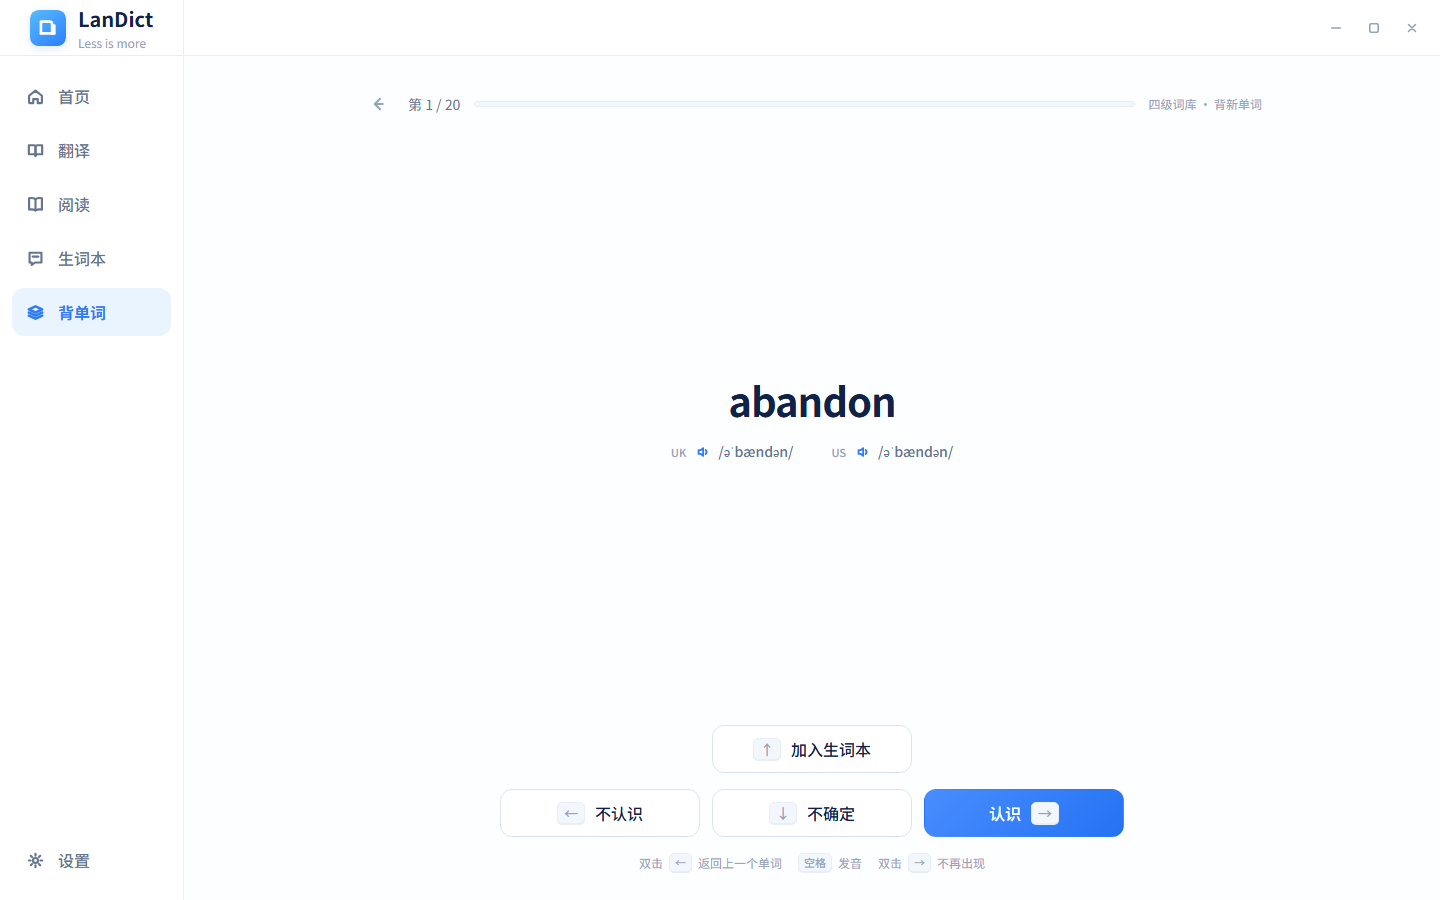 LanDict
Less is more
首页
翻译
阅读
生词本
背单词
设置
第 1 / 20
四级词库 • 背新单词
abandon
UK /əˈbændən/ US /əˈbændən/
↑ 加入生词本
← 不认识 ↓ 不确定 认识 →
双击 ← 返回上一个单词 空格 发音 双击 → 不再出现